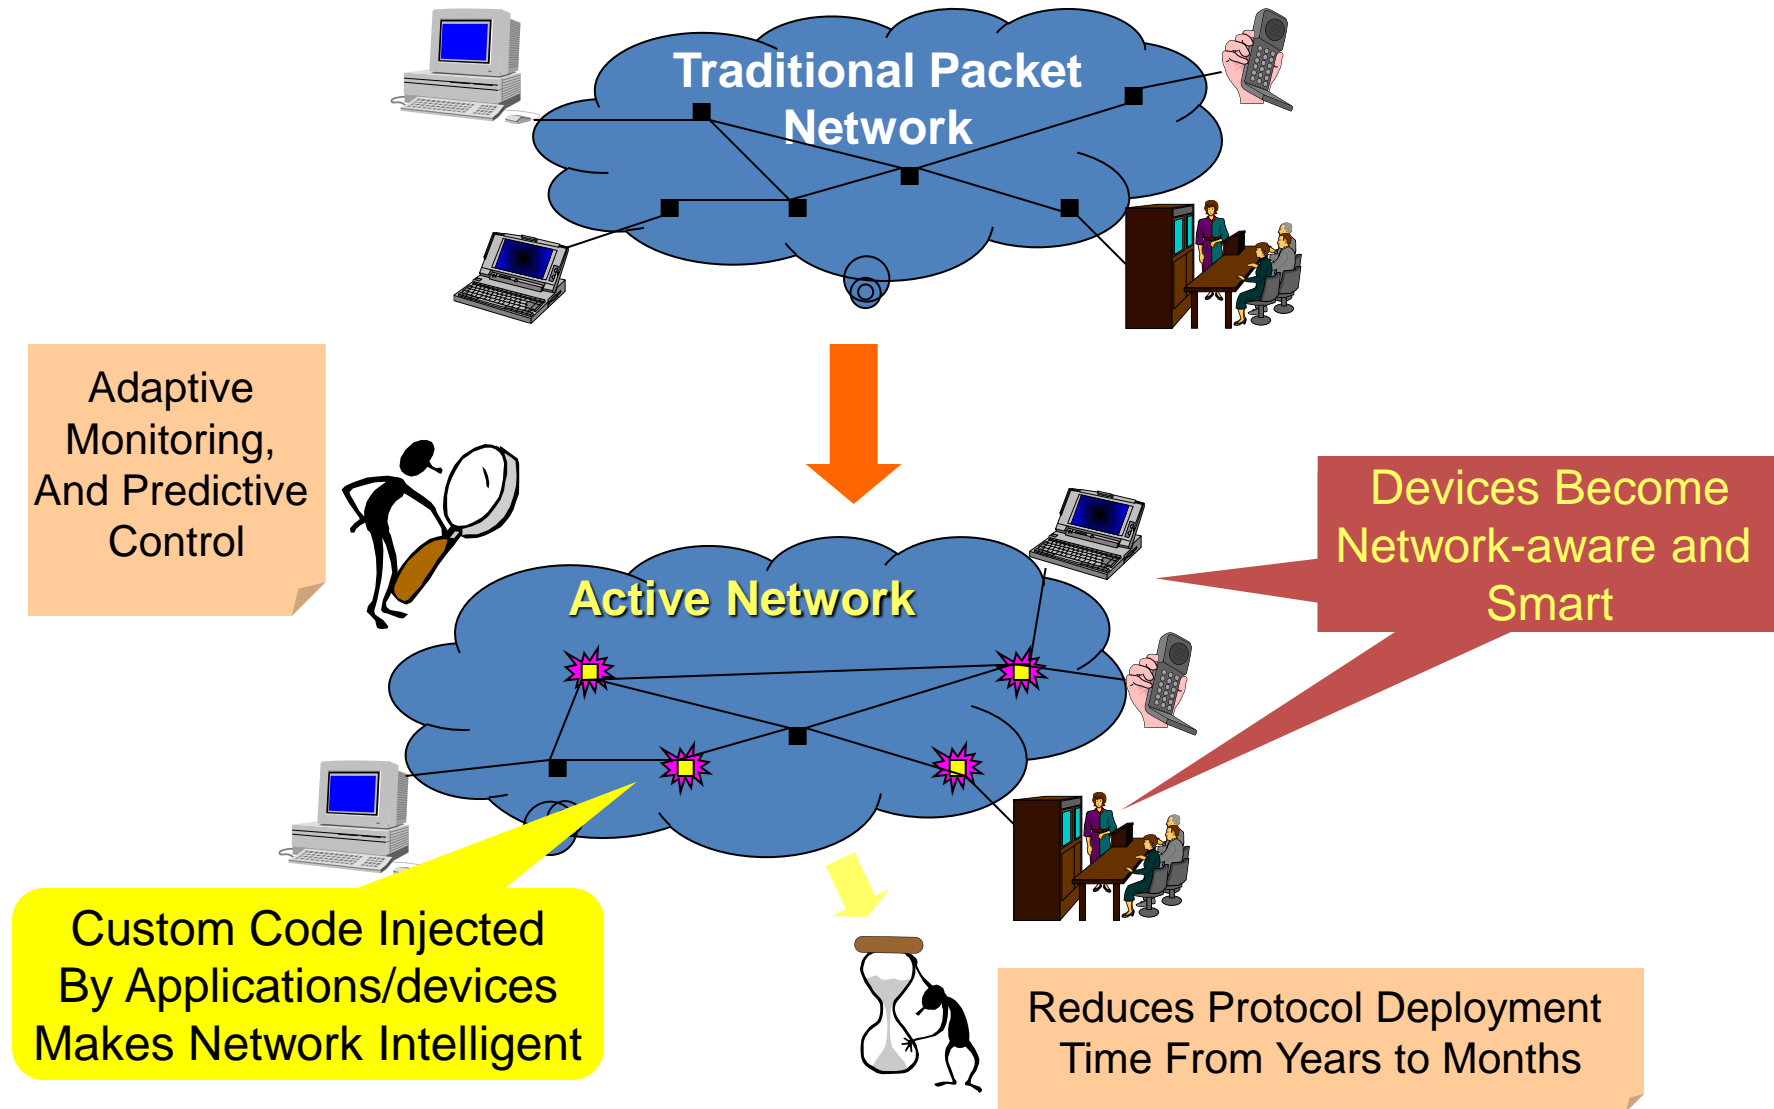 Traditional Packet
Network
Adaptive
Monitoring,
And Predictive
Control
Devices Become
Network-aware and
Smart
Active Network
Custom Code Injected
By Applications/devices
Makes Network Intelligent
Reduces Protocol Deployment
Time From Years to Months